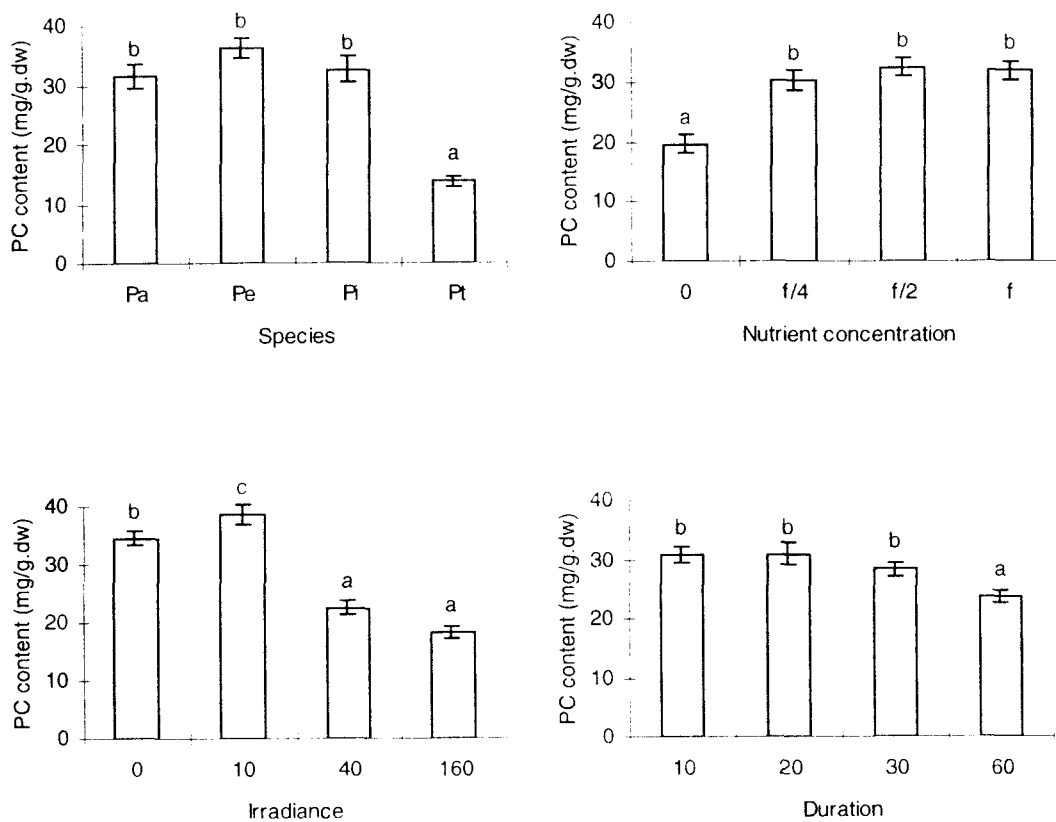 PC content (mg/g.dw)
40
30
20
10
0
b
b
b
a
Pa
Pe
Pi
Pt
Species
PC content (mg/g.dw)
40
30
20
10
0
a
b
b
b
0
f/4
f/2
f
Nutrient concentration
PC content (mg/g.dw)
40
30
20
10
0
b
c
a
a
0
10
40
160
Irradiance
PC content (mg/g.dw)
40
30
20
10
0
b
b
b
a
10
20
30
60
Duration